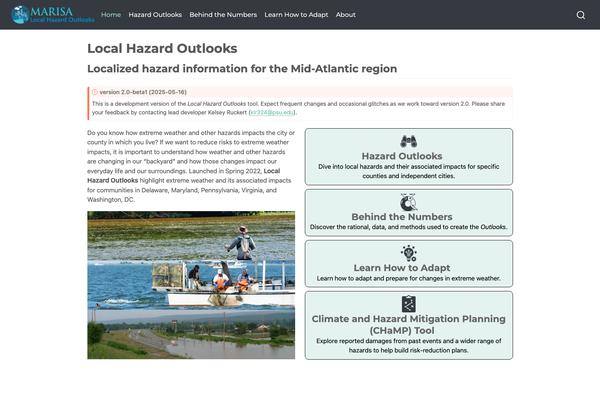 MARISA
Local Hazard Outlooks
Home Hazard Outlooks Behind the Numbers Learn How to Adapt About
Local Hazard Outlooks
Localized hazard information for the Mid-Atlantic region
version 2.0-beta1 (2025-05-16)
This is a development version of the Local Hazard Outlooks tool. Expect frequent changes and occasional glitches as we work toward version 2.0. Please share
your feedback by contacting lead developer Kelsey Ruckert (klr324@psu.edu).
Do you know how extreme weather and other hazards impacts the city or
county in which you live? If we want to reduce risks to extreme weather
impacts, it is important to understand how weather and other hazards
are changing in our "backyard" and how those changes impact our
everyday life and our surroundings. Launched in Spring 2022, Local
Hazard Outlooks highlight extreme weather and its associated impacts
for communities in Delaware, Maryland, Pennsylvania, Virginia, and
Washington, DC.
Hazard Outlooks
Dive into local hazards and their associated impacts for specific
counties and independent cities.
Behind the Numbers
Discover the rational, data, and methods used to create the Outlooks.
Learn How to Adapt
Learn how to adapt and prepare for changes in extreme weather.
Climate and Hazard Mitigation Planning
(CHaMP) Tool
Explore reported damages from past events and a wider range of
hazards to help build risk-reduction plans.